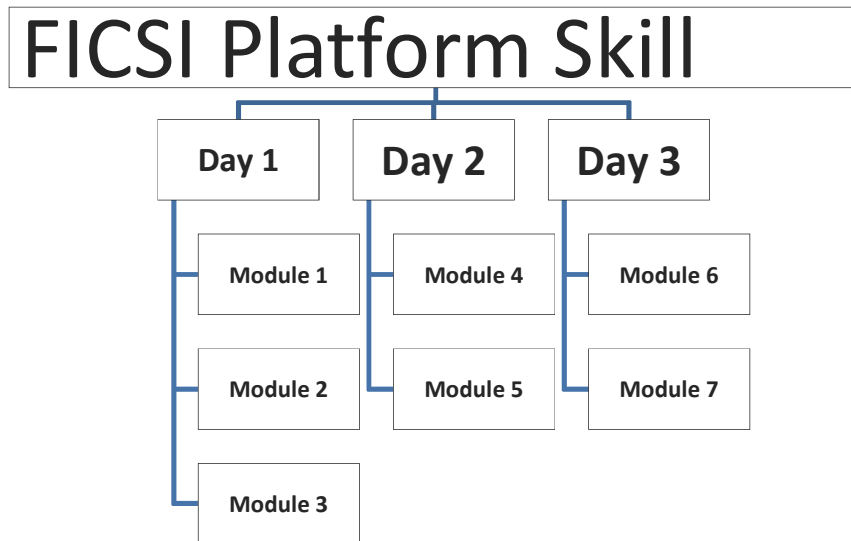 FICSI Platform Skill
Day 1
Day 2
Day 3
Module 1
Module 4
Module 6
Module 2
Module 5
Module 7
Module 3